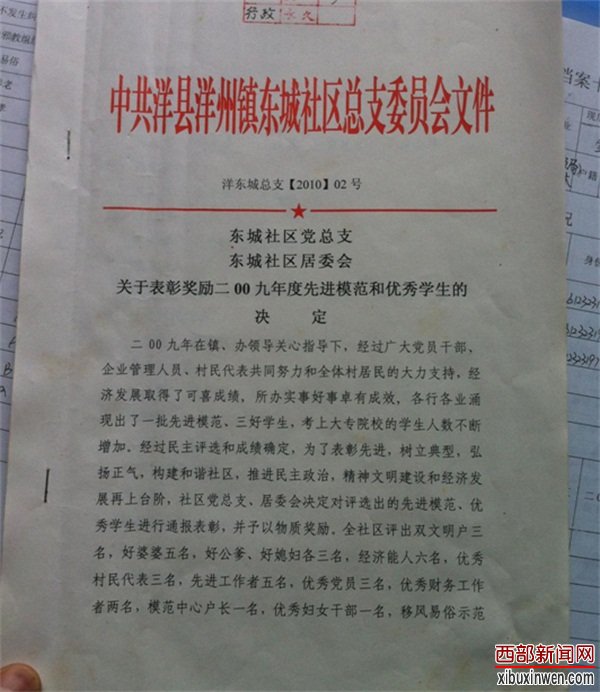 行政 永久
中共洋县洋州镇东城社区总支委员会文件
洋东城总支【2010】02号
东城社区党总支
东城社区居委会
关于表彰奖励二00九年度先进模范和优秀学生的
决 定
二00九年在镇、办领导关心指导下,经过广大党员干部、
企业管理人员、村民代表共同努力和全体村居民的大力支持,经
济发展取得了可喜成绩,所办实事好事卓有成效,各行各业涌
现出了一批先进模范、三好学生,考上大专院校的学生人数不断
增加。经过民主评选和成绩确定,为了表彰先进,树立典型,弘
扬正气,构建和谐社区,推进民主政治,精神文明建设和经济发
展再上台阶,社区党总支、居委会决定对评选出的先进模范、优
秀学生进行通报表彰,并予以物质奖励。全社区评出双文明户三
名,好婆婆五名,好公爹、好媳妇各三名,经济能人六名,优秀
村民代表三名,先进工作者五名,优秀党员三名,优秀财务工作
者两名,模范中心户长一名,优秀妇女干部一名,移风易俗示范
西部新闻网
xibuxinwen.com